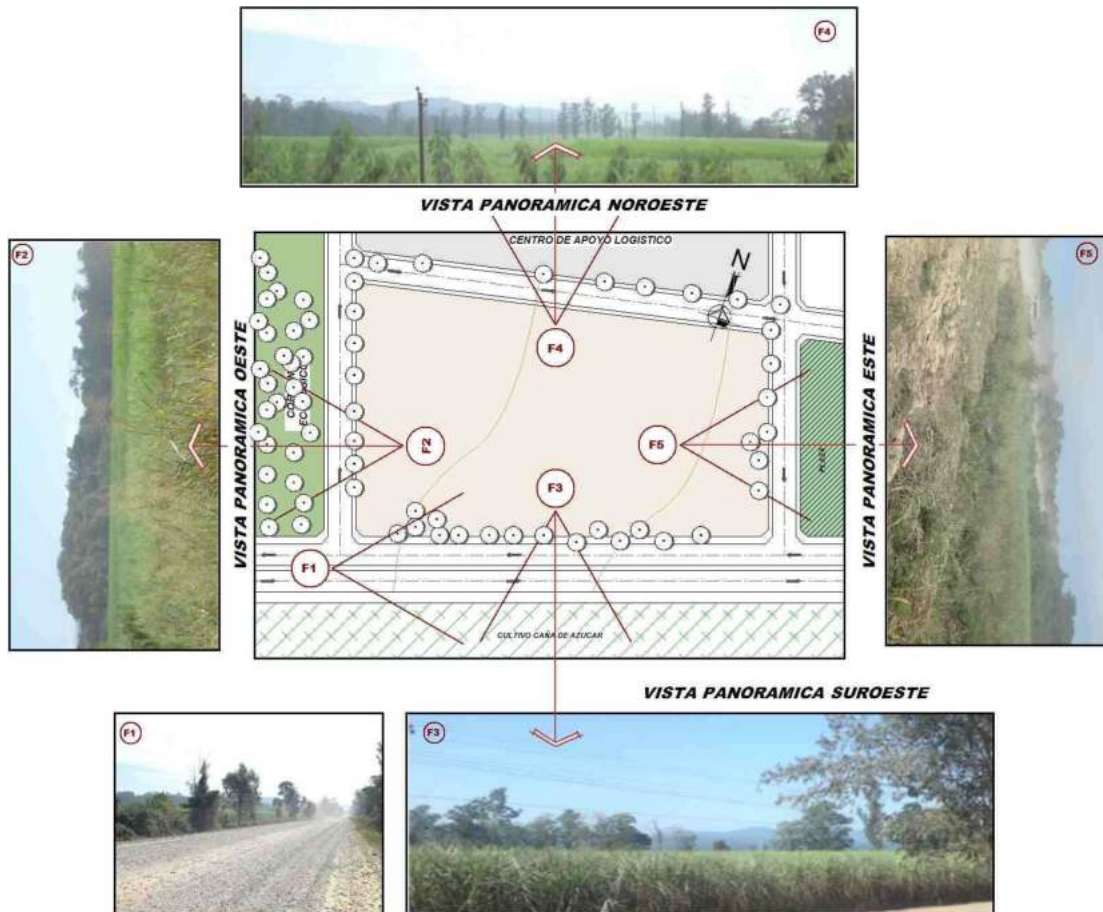 F4
VISTA PANORAMICA NOROESTE
F2
VISTA PANORAMICA OESTE
CENTRO DE APOYO LOGISTICO
N
F4
F2
F5
F3
F1
CULTIVO CAÑA DE AZUCAR
VISTA PANORAMICA ESTE
F5
VISTA PANORAMICA SUROESTE
F1
F3